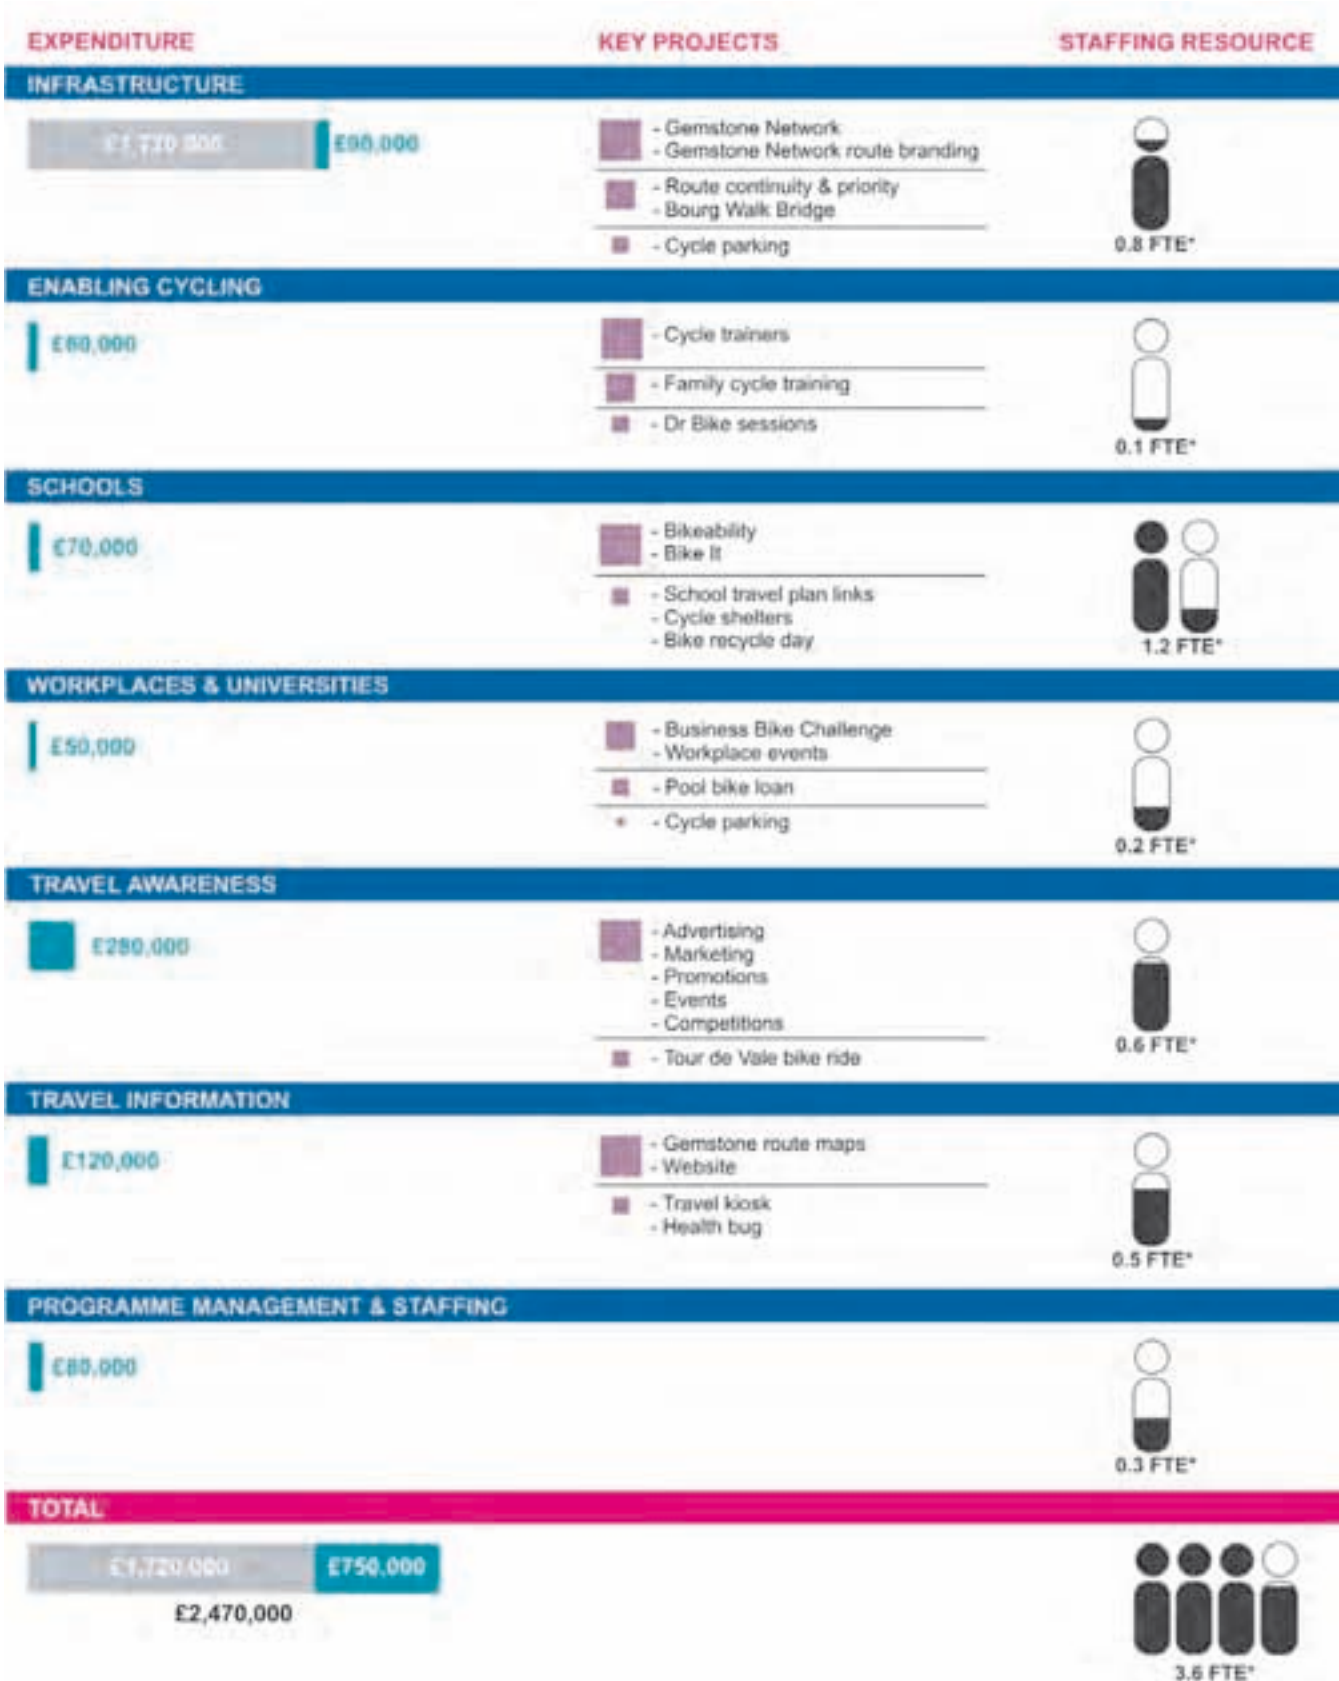 EXPENDITURE KEY PROJECTS STAFFING RESOURCE
INFRASTRUCTURE
£1,720,000 £90,000
- Gemstone Network
- Gemstone Network route branding
- Route continuity & priority
- Bourg Walk Bridge
- Cycle parking
0.8 FTE*
ENABLING CYCLING
£60,000
- Cycle trainers
- Family cycle training
- Dr Bike sessions
0.1 FTE*
SCHOOLS
£70,000
- Bikeability
- Bike It
- School travel plan links
- Cycle shelters
- Bike recycle day
1.2 FTE*
WORKPLACES & UNIVERSITIES
£50,000
- Business Bike Challenge
- Workplace events
- Pool bike loan
- Cycle parking
0.2 FTE*
TRAVEL AWARENESS
£280,000
- Advertising
- Marketing
- Promotions
- Events
- Competitions
- Tour de Vale bike ride
0.6 FTE*
TRAVEL INFORMATION
£120,000
- Gemstone route maps
- Website
- Travel kiosk
- Health bug
0.5 FTE*
PROGRAMME MANAGEMENT & STAFFING
£80,000
0.3 FTE*
TOTAL
£1,720,000 £750,000
£2,470,000
3.6 FTE*